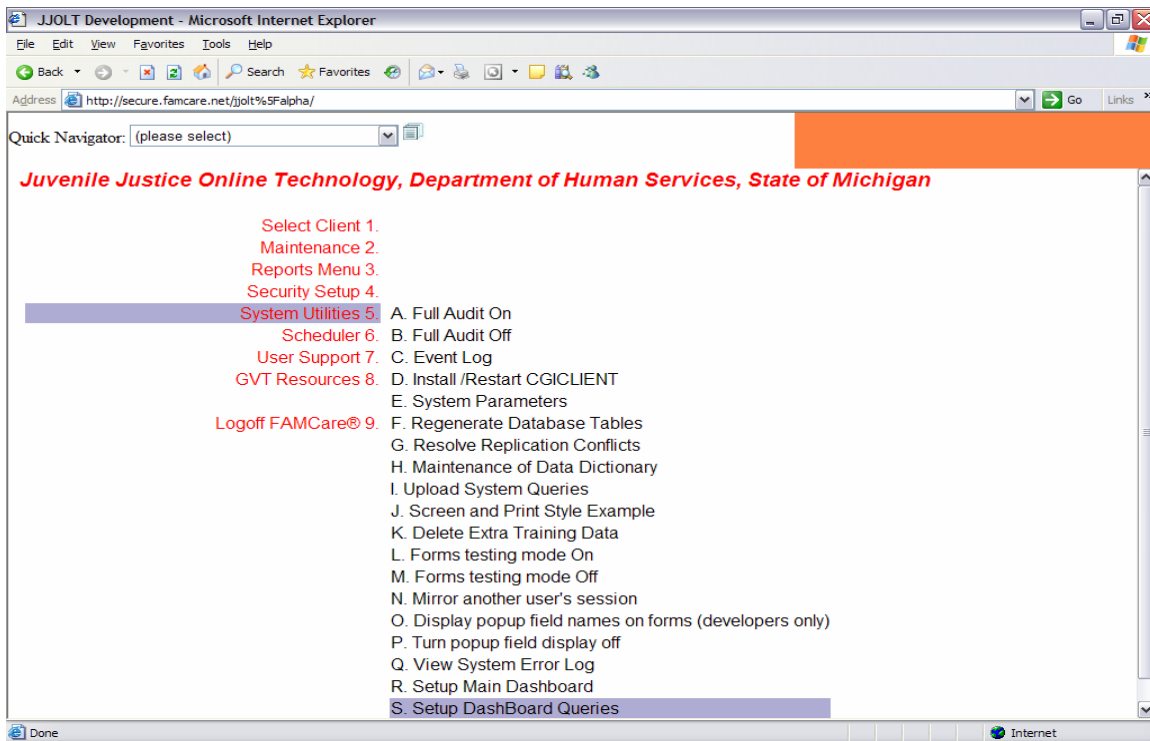 JJOLT Development - Microsoft Internet Explorer
File Edit View Favorites Tools Help
Back Search Favorites
Address http://secure.famcare.net/jjolt%5Falpha/ Go Links »
Quick Navigator: (please select)
Juvenile Justice Online Technology, Department of Human Services, State of Michigan
Select Client 1.
Maintenance 2.
Reports Menu 3.
Security Setup 4.
System Utilities 5. A. Full Audit On
Scheduler 6. B. Full Audit Off
User Support 7. C. Event Log
GVT Resources 8. D. Install /Restart CGICLIENT
E. System Parameters
Logoff FAMCare® 9. F. Regenerate Database Tables
G. Resolve Replication Conflicts
H. Maintenance of Data Dictionary
I. Upload System Queries
J. Screen and Print Style Example
K. Delete Extra Training Data
L. Forms testing mode On
M. Forms testing mode Off
N. Mirror another user's session
O. Display popup field names on forms (developers only)
P. Turn popup field display off
Q. View System Error Log
R. Setup Main Dashboard
S. Setup DashBoard Queries
Done Internet